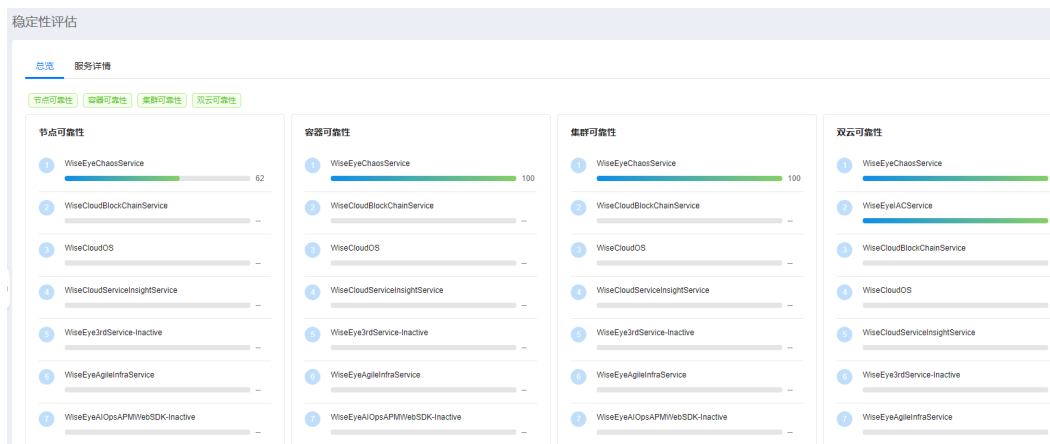 稳定性评估
总览 服务详情
节点可靠性 容器可靠性 集群可靠性 双云可靠性
节点可靠性
1 WiseEyeChaosService
62
2 WiseCloudBlockChainService
--
3 WiseCloudOS
--
4 WiseCloudServiceInsightService
--
5 WiseEye3rdService-Inactive
--
6 WiseEyeAgileInfraService
--
7 WiseEyeAIOpsAPMWebSDK-Inactive
--
容器可靠性
1 WiseEyeChaosService
100
2 WiseCloudBlockChainService
--
3 WiseCloudOS
--
4 WiseCloudServiceInsightService
--
5 WiseEye3rdService-Inactive
--
6 WiseEyeAgileInfraService
--
7 WiseEyeAIOpsAPMWebSDK-Inactive
--
集群可靠性
1 WiseEyeChaosService
100
2 WiseCloudBlockChainService
--
3 WiseCloudOS
--
4 WiseCloudServiceInsightService
--
5 WiseEye3rdService-Inactive
--
6 WiseEyeAgileInfraService
--
7 WiseEyeAIOpsAPMWebSDK-Inactive
--
双云可靠性
1 WiseEyeChaosService
2 WiseEyeIACService
3 WiseCloudBlockChainService
4 WiseCloudOS
5 WiseCloudServiceInsightService
6 WiseEye3rdService-Inactive
7 WiseEyeAgileInfraService